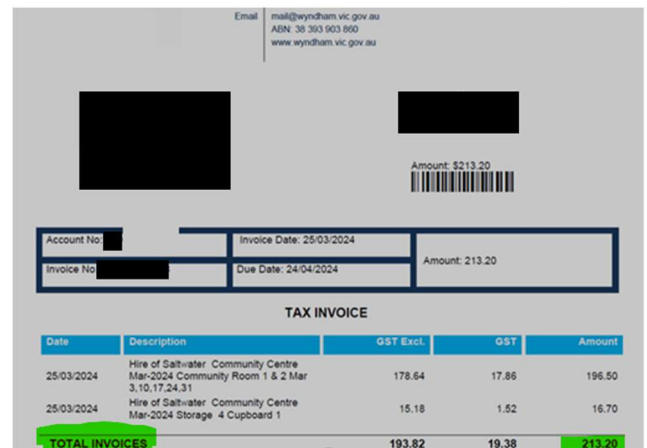 Email mail@wyndham.vic.gov.au
ABN: 38 393 903 860
www.wyndham.vic.gov.au
Amount: $213.20
Account No:
Invoice Date: 25/03/2024
Amount: 213.20
Invoice No
Due Date: 24/04/2024
TAX INVOICE
Date Description GST Excl. GST Amount
Hire of Saltwater Community Centre
25/03/2024 Mar-2024 Community Room 1 & 2 Mar 178.64 17.86 196.50
3,10,17,24,31
25/03/2024 Hire of Saltwater Community Centre 15.18 1.52 16.70
Mar-2024 Storage 4 Cupboard 1
TOTAL INVOICES 193.82 19.38 213.20